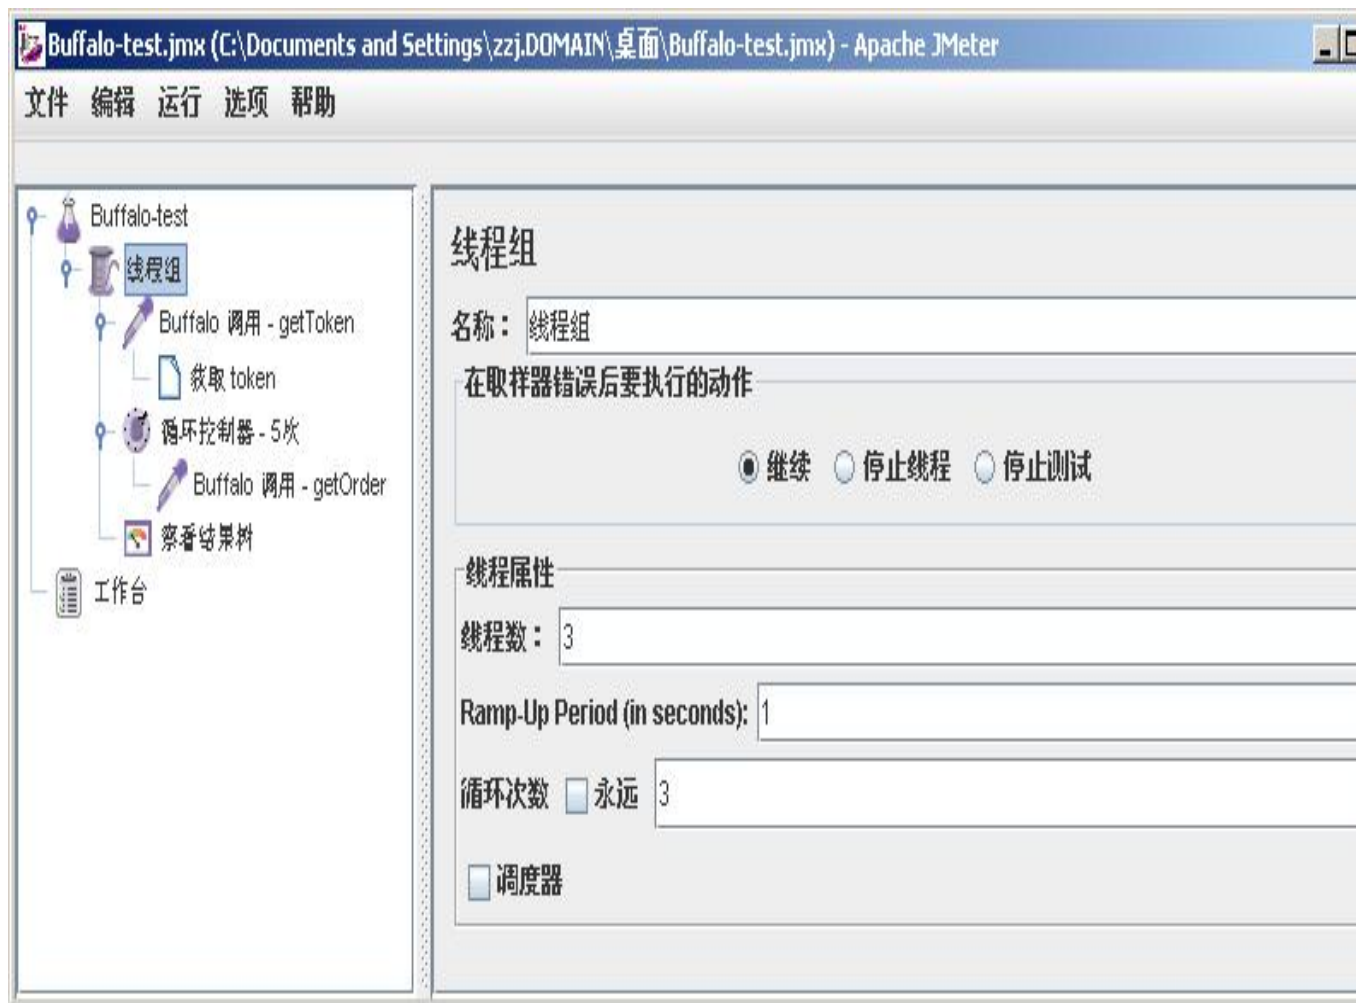 Buffalo-test.jmx (C:\Documents and Settings\zzj.DOMAIN\桌面\Buffalo-test.jmx) - Apache JMeter
文件 编辑 运行 选项 帮助
Buffalo-test
线程组
Buffalo 调用 - getToken
获取 token
循环控制器 - 5次
Buffalo 调用 - getOrder
察看结果树
工作台
线程组
名称： 线程组
在取样器错误后要执行的动作
继续 停止线程 停止测试
线程属性
线程数： 3
Ramp-Up Period (in seconds): 1
循环次数 永远 3
调度器